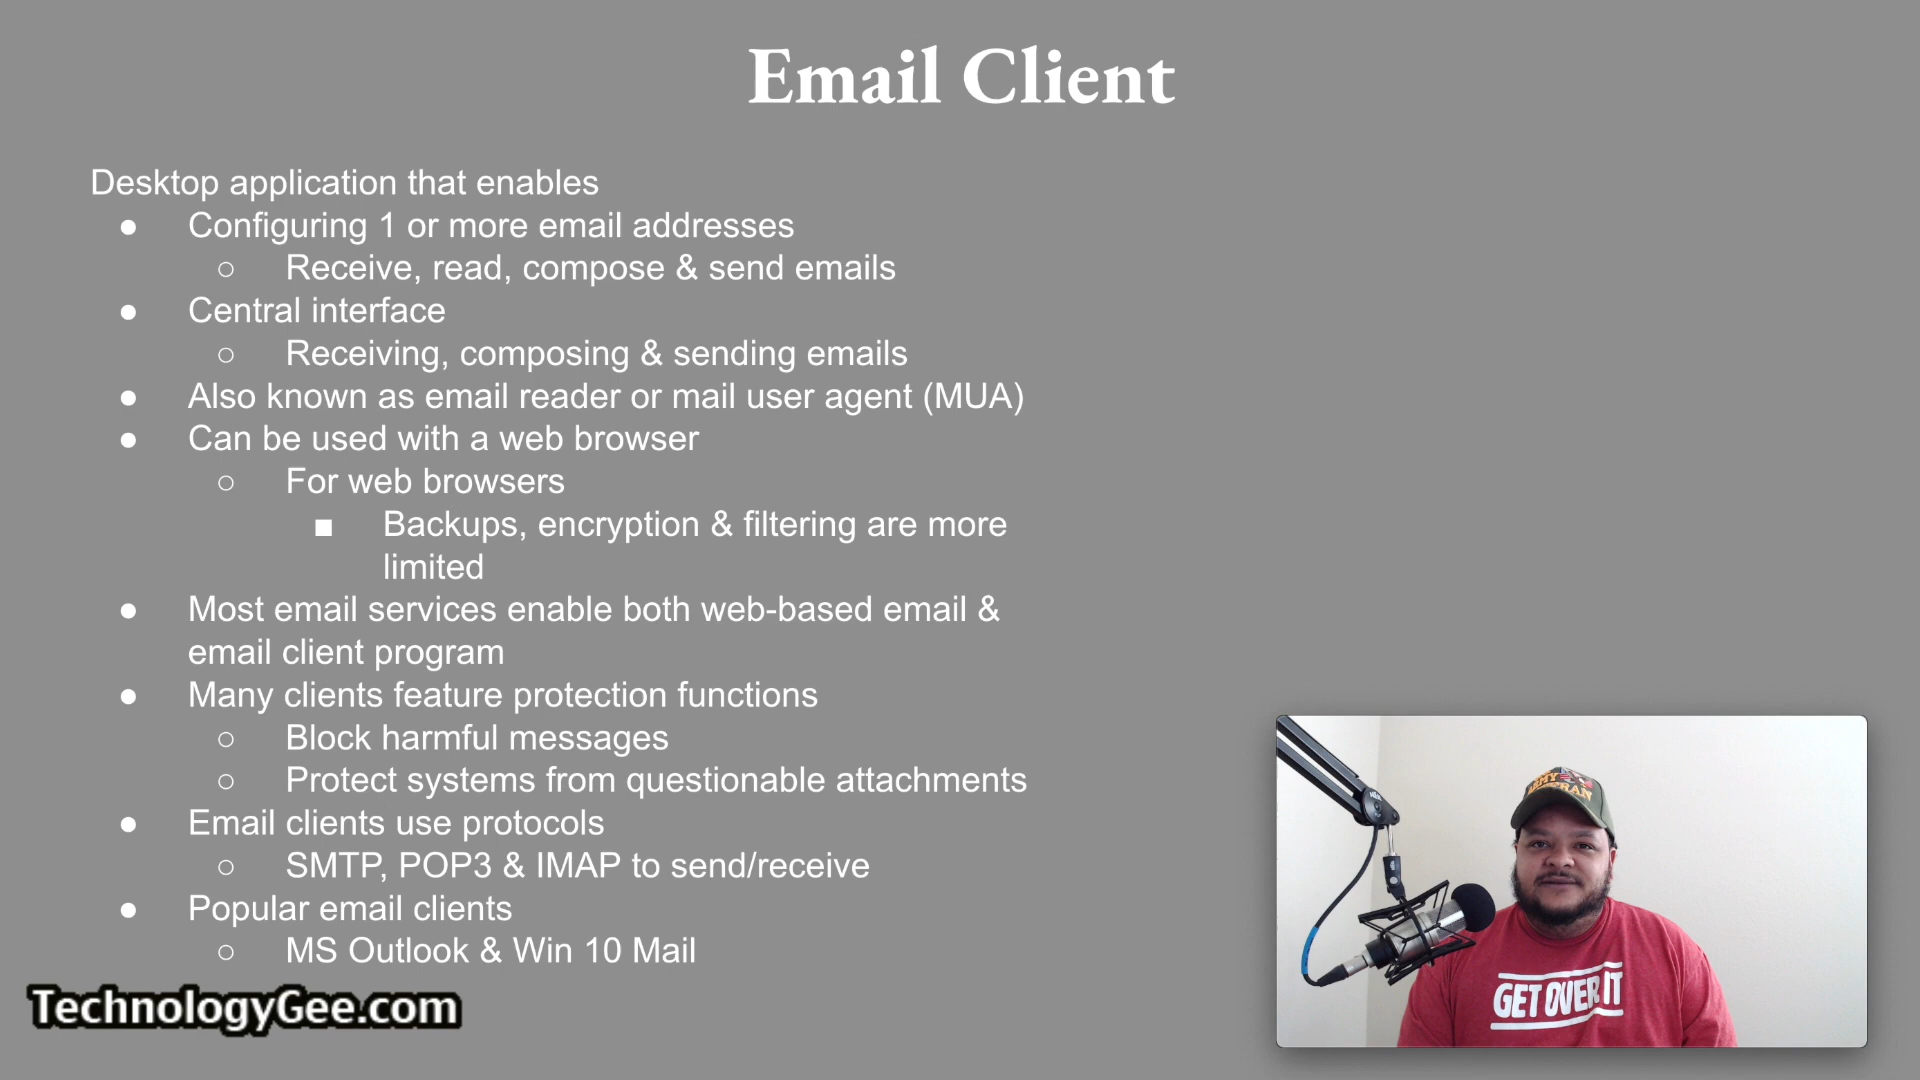 Email Client
Desktop application that enables
● Configuring 1 or more email addresses
○ Receive, read, compose & send emails
● Central interface
○ Receiving, composing & sending emails
● Also known as email reader or mail user agent (MUA)
● Can be used with a web browser
○ For web browsers
■ Backups, encryption & filtering are more
limited
● Most email services enable both web-based email &
email client program
● Many clients feature protection functions
○ Block harmful messages
○ Protect systems from questionable attachments
● Email clients use protocols
○ SMTP, POP3 & IMAP to send/receive
● Popular email clients
○ MS Outlook & Win 10 Mail
TechnologyGee.com
GET OVER IT